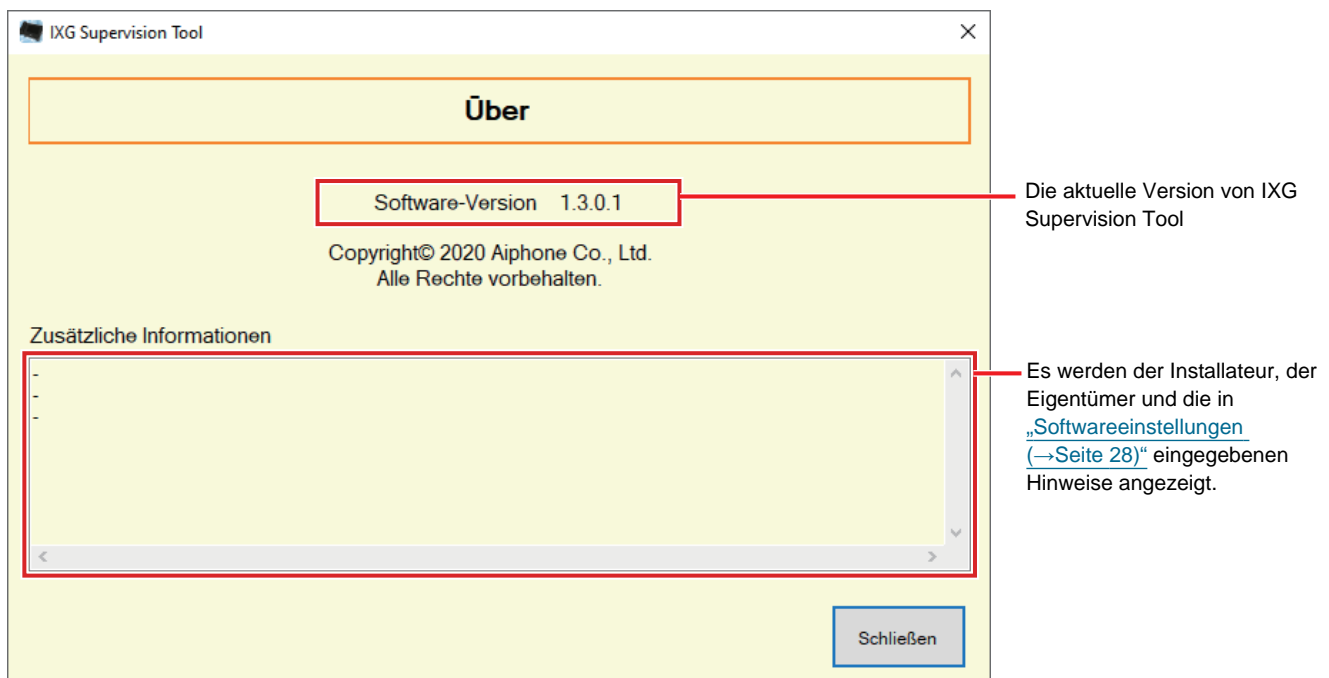 IXG Supervision Tool
Über
Software-Version 1.3.0.1
Copyright© 2020 Aiphone Co., Ltd.
Alle Rechte vorbehalten.
Zusätzliche Informationen
-
-
-
Schließen
Die aktuelle Version von IXG
Supervision Tool
Es werden der Installateur, der
Eigentümer und die in
„Softwareeinstellungen
(→Seite 28)“ eingegebenen
Hinweise angezeigt.